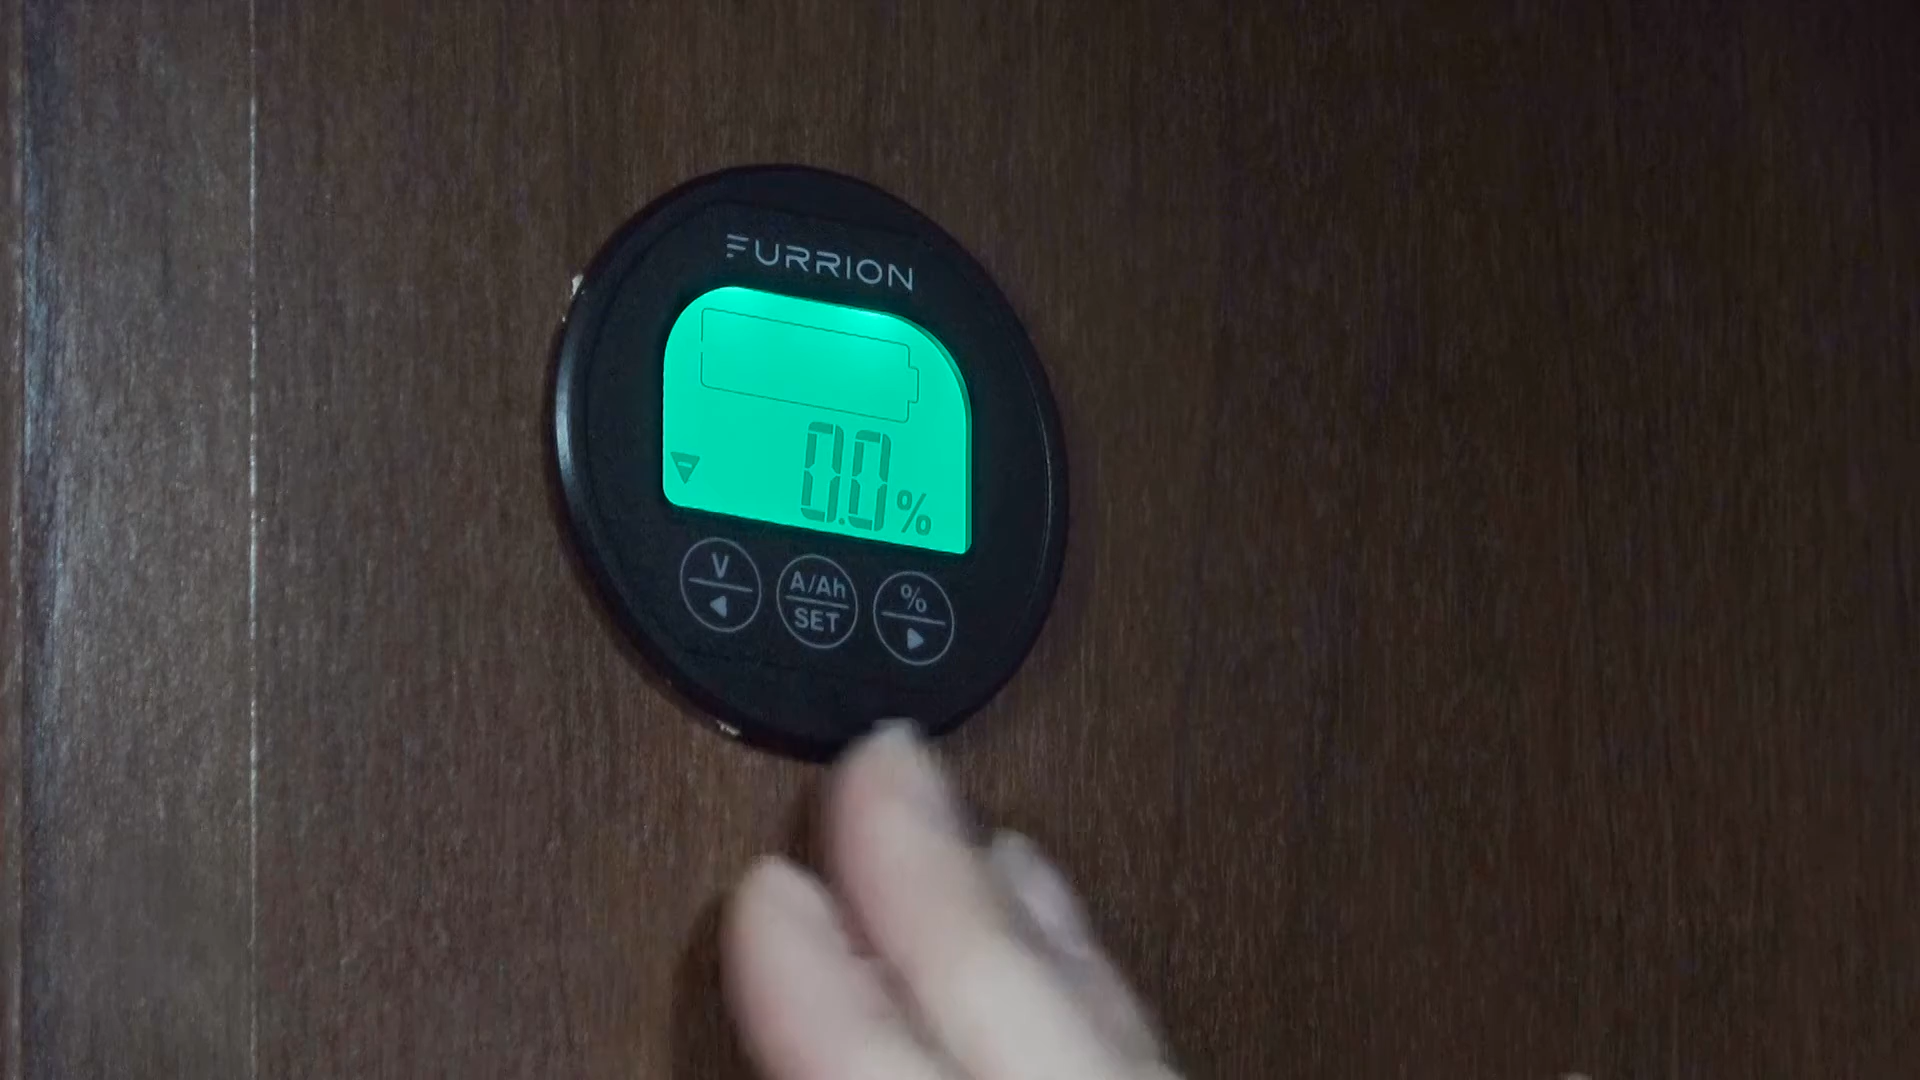 FURRION
0.0%
V
A/Ah
SET
%